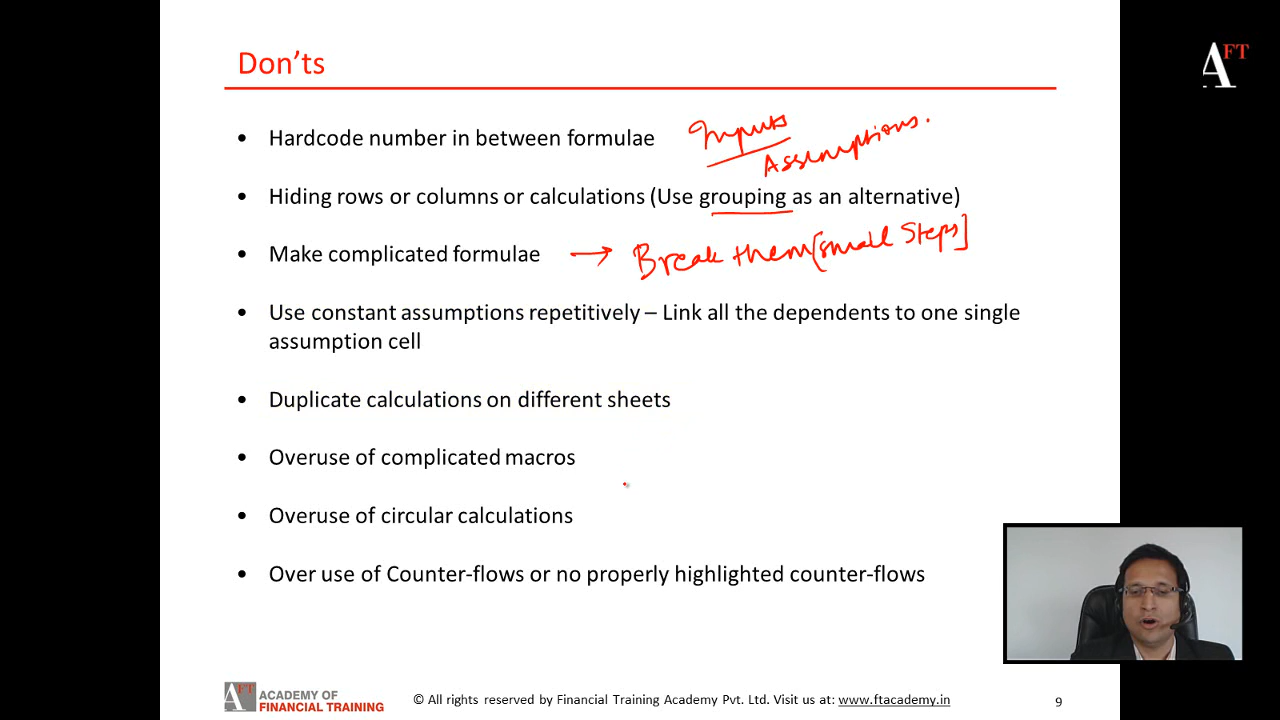 AFT
Don'ts
• Hardcode number in between formulae Inputs
Assumptions.
• Hiding rows or columns or calculations (Use grouping as an alternative)
• Make complicated formulae → Break them [small Steps]
• Use constant assumptions repetitively – Link all the dependents to one single
assumption cell
• Duplicate calculations on different sheets
• Overuse of complicated macros
• Overuse of circular calculations
• Over use of Counter-flows or no properly highlighted counter-flows
AFT ACADEMY OF
FINANCIAL TRAINING
© All rights reserved by Financial Training Academy Pvt. Ltd. Visit us at: www.ftacademy.in
9